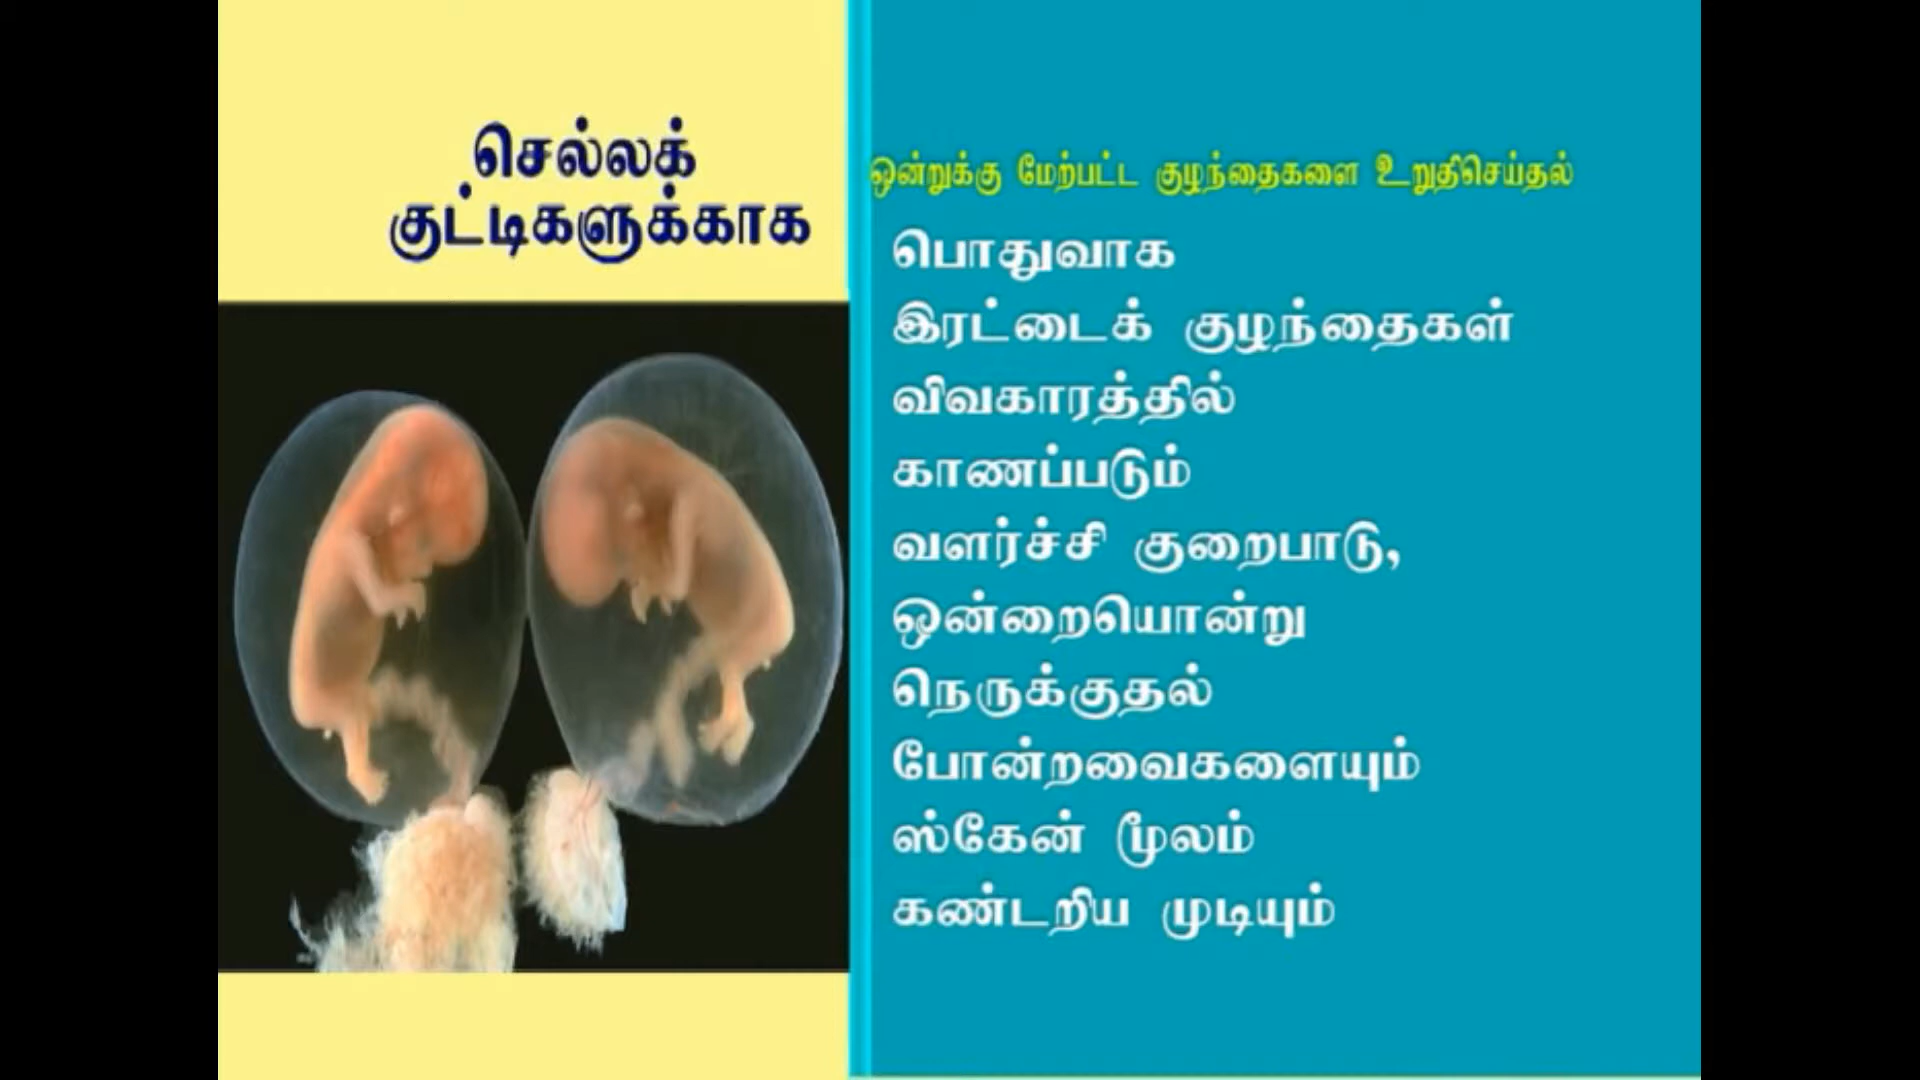 செல்லக்
குட்டிகளுக்காக
ஒன்றுக்கு மேற்பட்ட குழந்தைகளை உறுதிசெய்தல்
பொதுவாக
இரட்டைக் குழந்தைகள்
விவகாரத்தில்
காணப்படும்
வளர்ச்சி குறைபாடு,
ஒன்றையொன்று
நெருக்குதல்
போன்றவைகளையும்
ஸ்கேன் மூலம்
கண்டறிய முடியும்